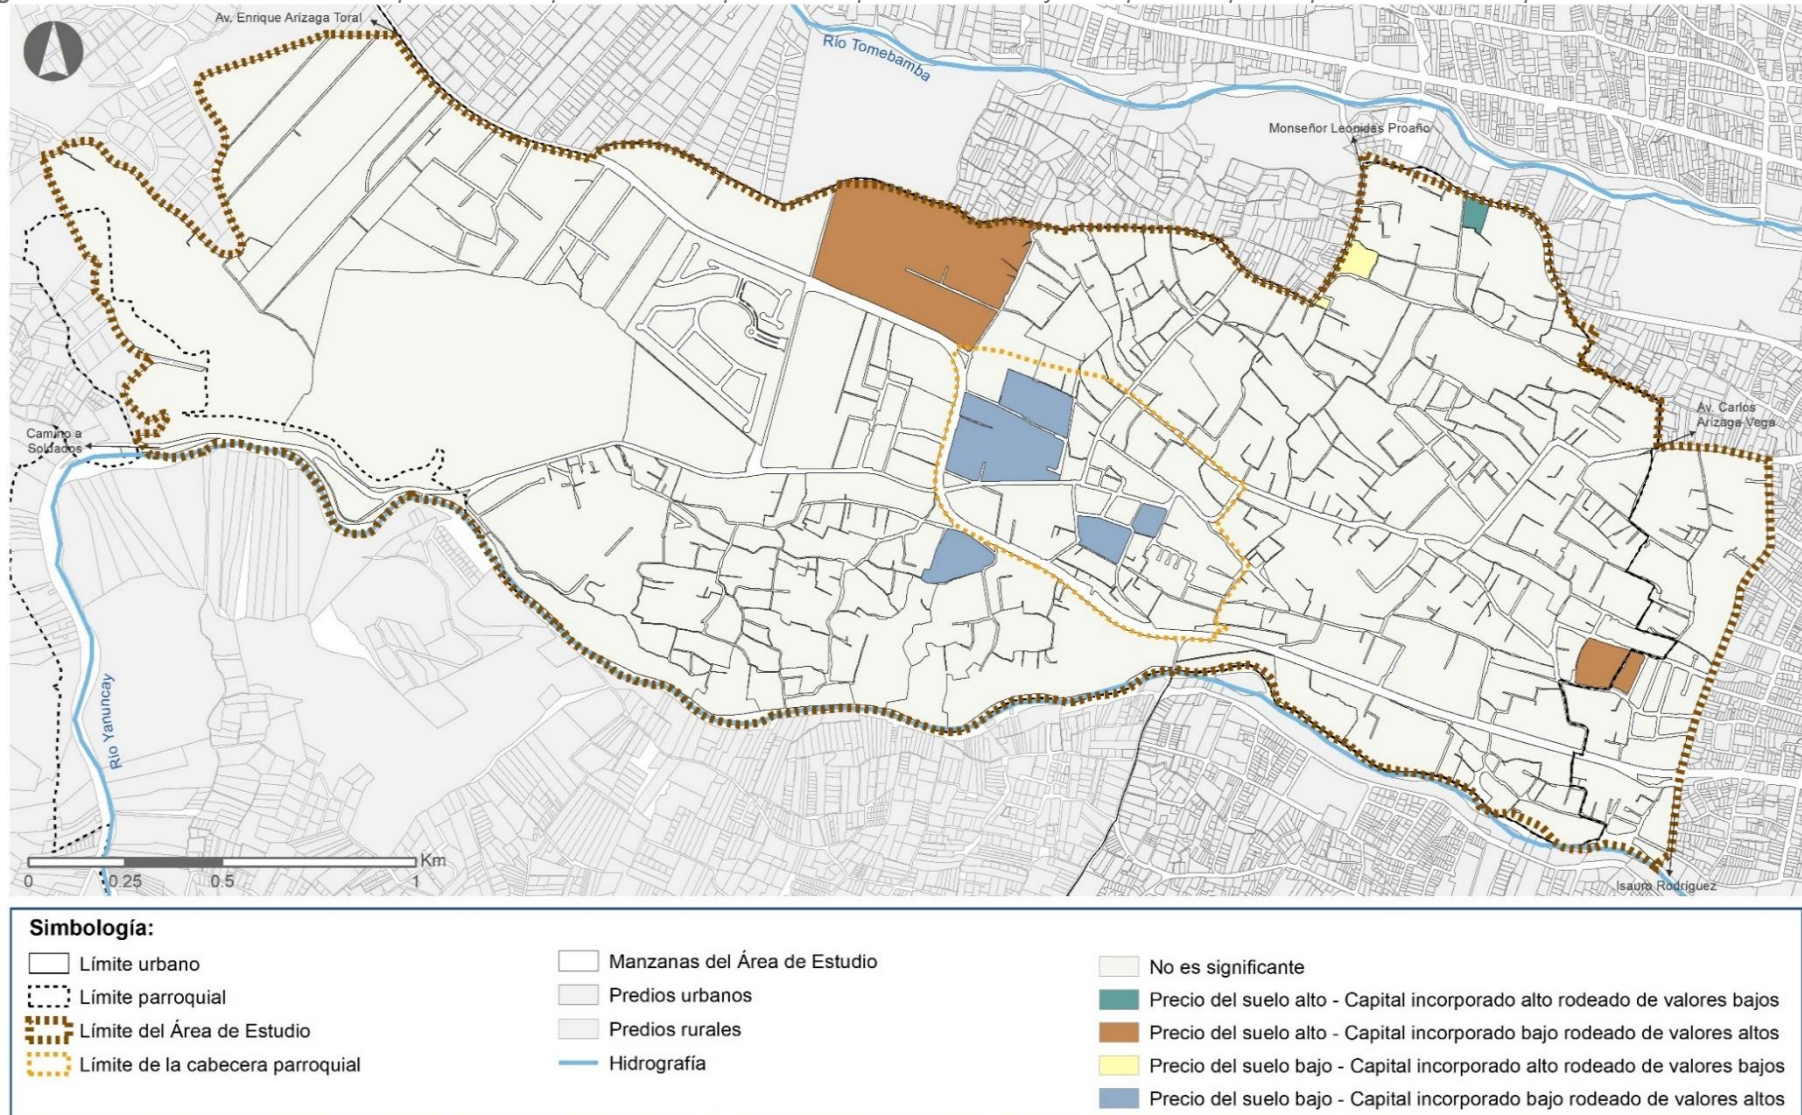 Av. Enrique Arízaga Toral
Río Tomebamba
Monseñor Leonidas Proaño
Av. Carlos
Arízaga Vega
Camino a
Soldados
Río Yanuncay
Km
0 0.25 0.5 1
Isauro Rodríguez
Simbología:
Límite urbano
Límite parroquial
Límite del Área de Estudio
Límite de la cabecera parroquial
Manzanas del Área de Estudio
Predios urbanos
Predios rurales
Hidrografía
No es significante
Precio del suelo alto - Capital incorporado alto rodeado de valores bajos
Precio del suelo alto - Capital incorporado bajo rodeado de valores altos
Precio del suelo bajo - Capital incorporado alto rodeado de valores bajos
Precio del suelo bajo - Capital incorporado bajo rodeado de valores altos